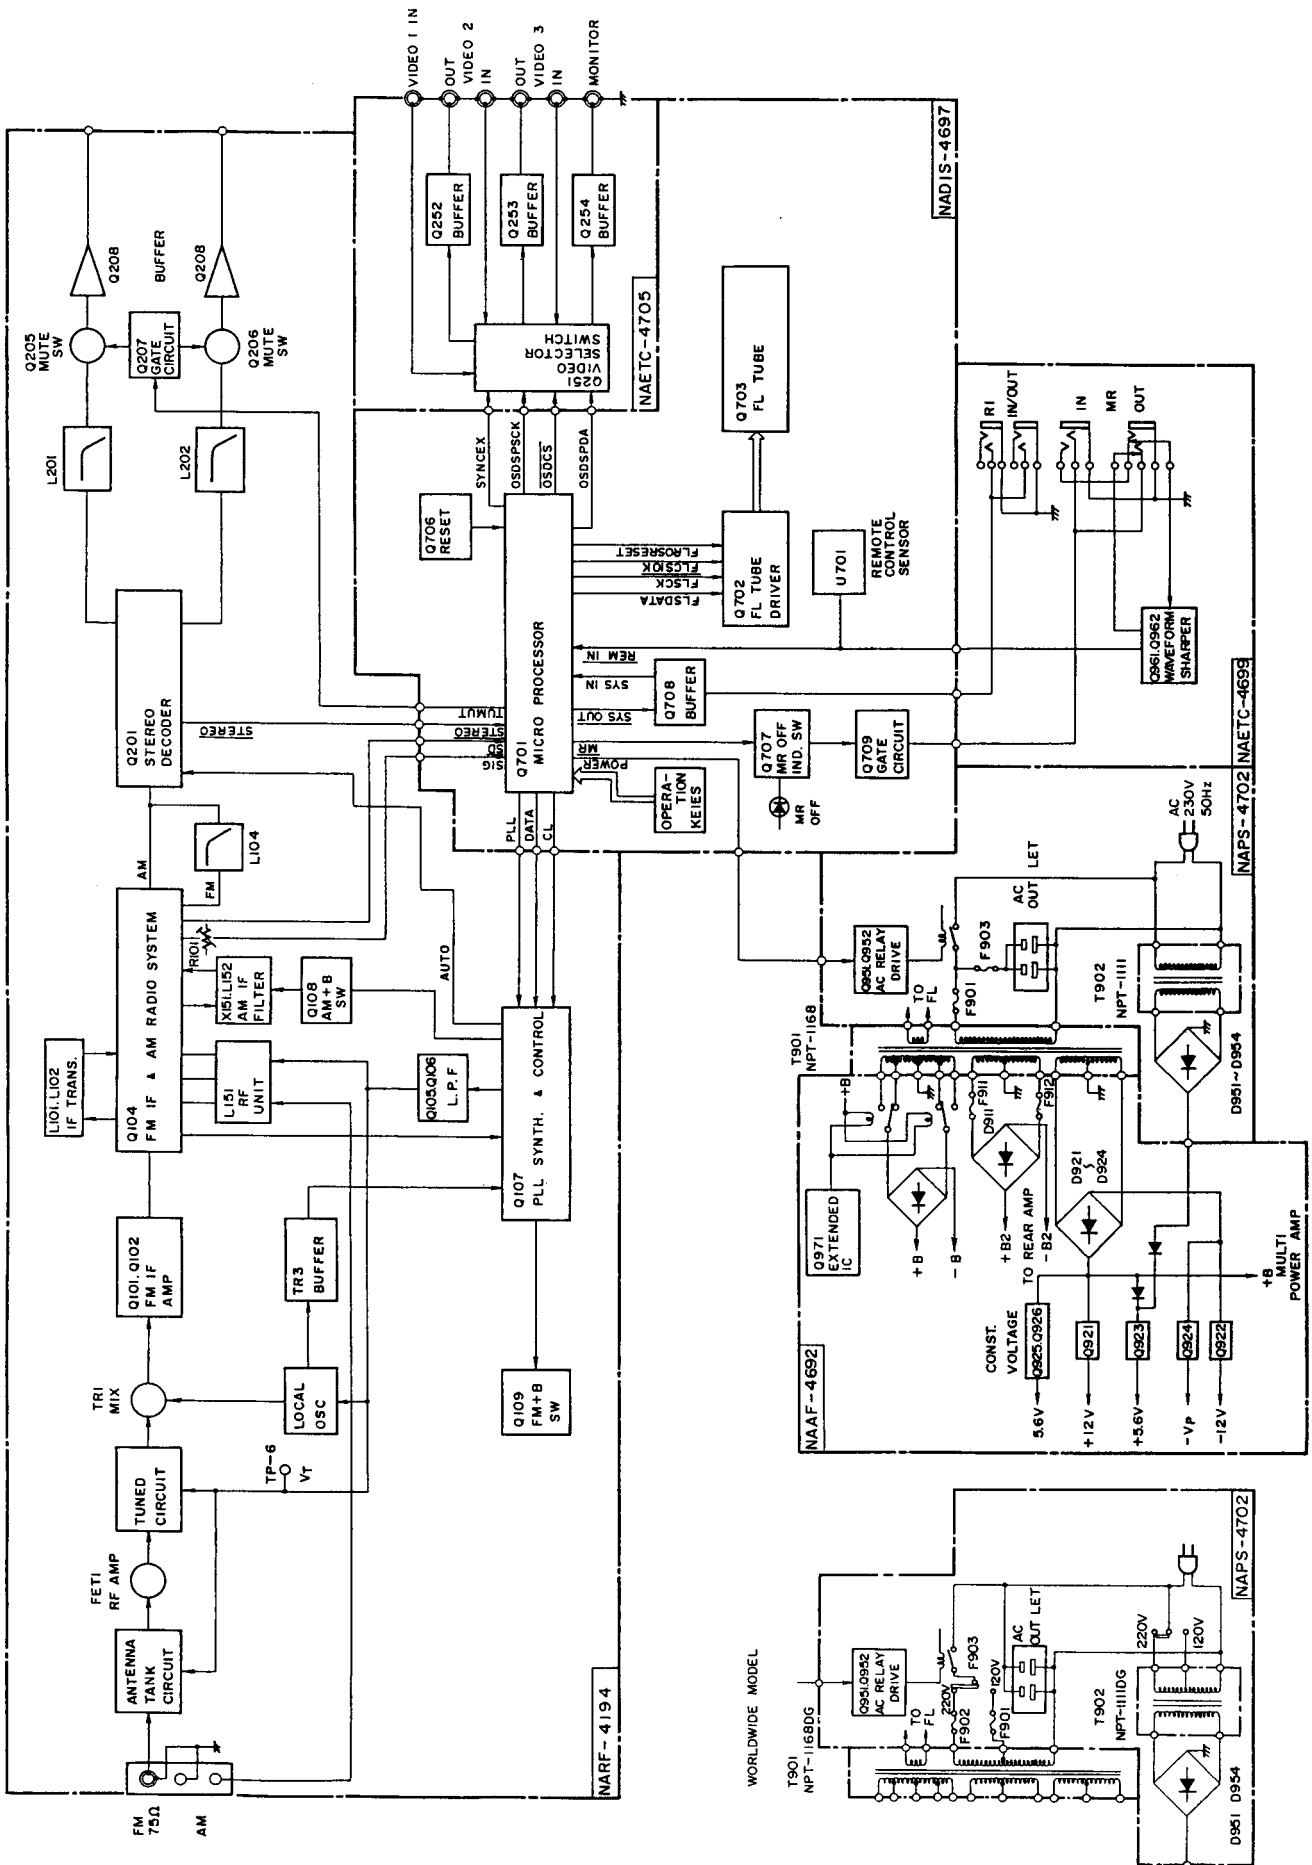 FM
75Ω
AM
ANTENNA
TANK
CIRCUIT
FET1
RF AMP
TUNED
CIRCUIT
TP-6
VT
TR1
MIX
LOCAL
OSC
TR3
BUFFER
Q101.Q102
FM IF
AMP
L101.L102
IF TRANS.
Q104
FM IF & AM RADIO SYSTEM
L151 RF
UNIT
X151.L152
AM IF
FILTER
R101
Q108
AM+B
SW
Q105.Q106
L.P.F
Q107
PLL SYNTH. & CONTROL
Q109
FM+B
SW
AUTO
AM
FM
L104
Q201
STEREO
DECODER
STEREO
L201
L202
Q205
MUTE
SW
Q207
GATE
CIRCUIT
Q206
MUTE
SW
Q208
BUFFER
Q208
NARF-4194
PLL
DATA
CL
SIG
SD
STEREO
TUMUT
Q701
MICRO PROCESSOR
Q706
RESET
SYNCEX
OSDSPSCK
OSDCS
OSDSPDA
POWER
MR
SYS OUT
SYS IN
REM IN
FLSDATA
FLSCK
FLCS10K
FLROSRESET
OPERA-
TION
KEIES
MR
OFF
Q707
MR OFF
IND. SW
Q709
GATE
CIRCUIT
Q708
BUFFER
U701
REMOTE
CONTROL
SENSOR
Q702
FL TUBE
DRIVER
Q703
FL TUBE
NADIS-4697
Q251
VIDEO
SELECTOR
SWITCH
Q252
BUFFER
Q253
BUFFER
Q254
BUFFER
NAETC-4705
VIDEO 1 IN
OUT
VIDEO 2
IN
OUT
VIDEO 3
IN
MONITOR
RI
IN/OUT
IN
MR
OUT
Q961.Q962
WAVEFORM
SHARPER
NAETC-4699
Q951.Q952
AC RELAY
DRIVE
F903
AC
OUT LET
F901
TO
FL
AC
230V
50Hz
T902
NPT-1111
D951~D954
NAPS-4702
T901
NPT-1168
+B
Q971
EXTENDED
IC
+B
-B
D911
F911
F912
+B2
TO REAR AMP
-B2
D921
~
D924
CONST.
VOLTAGE
Q925.Q926
Q921
Q923
Q924
Q922
5.6V
+12V
+5.6V
-VP
-12V
+B
MULTI
POWER AMP
NAAF-4692
WORLDWIDE MODEL
T901
NPT-1168DG
Q951.Q952
AC RELAY
DRIVE
TO
FL
220V
F902
F903
120V
F901
AC
OUT LET
220V
120V
T902
NPT-1111DG
D951 D954
NAPS-4702